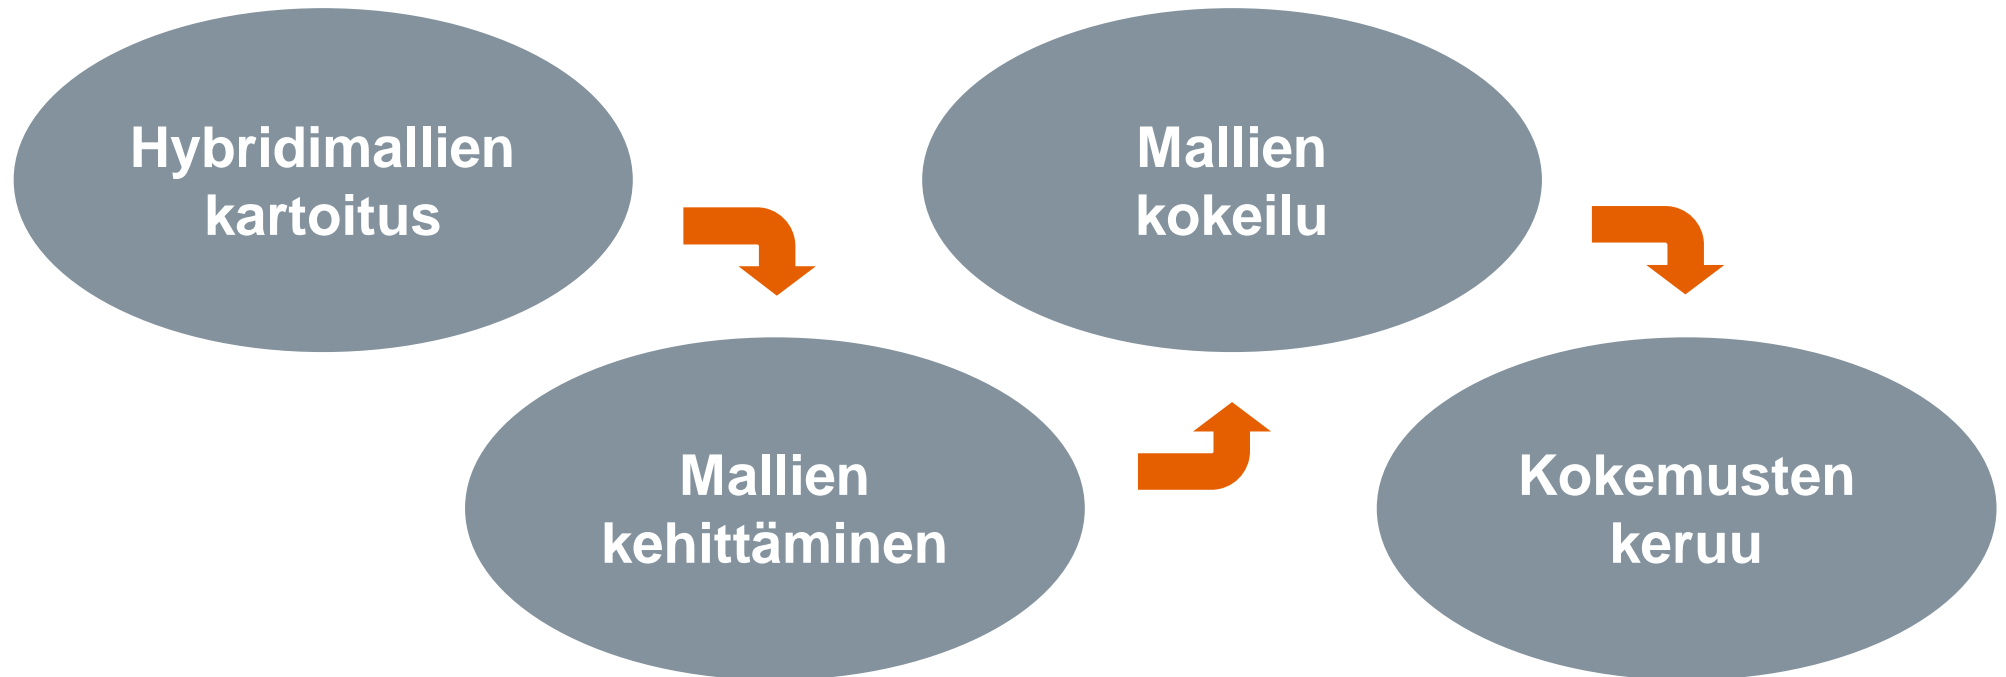 Hybridimallien
kartoitus
Mallien
kehittäminen
Mallien
kokeilu
Kokemusten
keruu